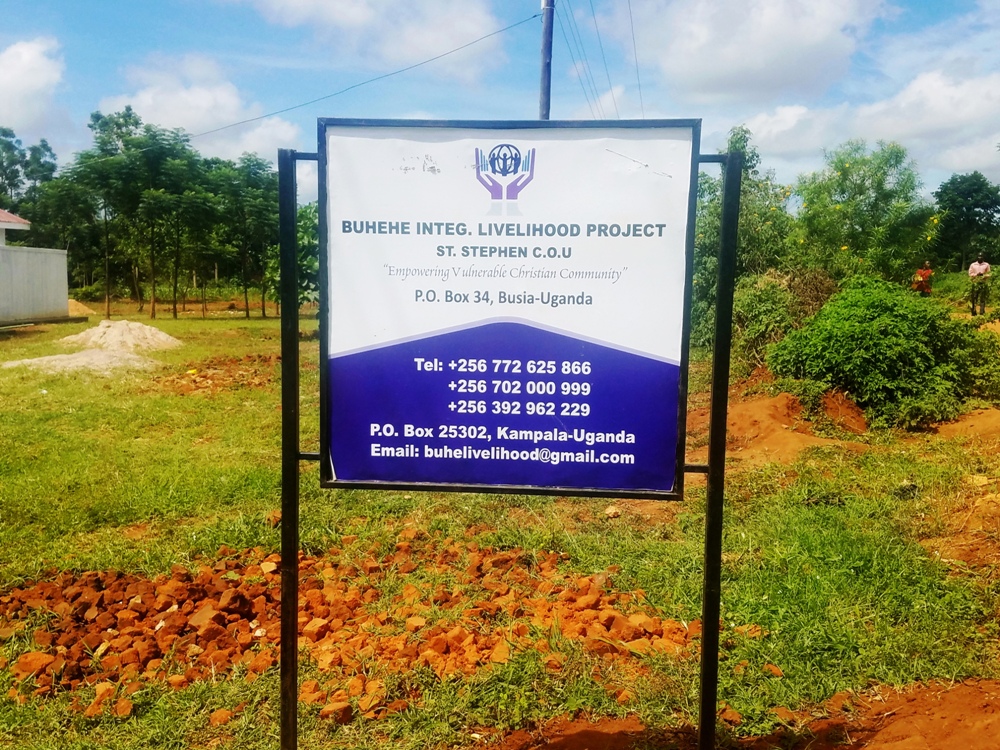 BUHEHE INTEG. LIVELIHOOD PROJECT
ST. STEPHEN C.O.U
"Empowering Vulnerable Christian Community"
P.O. Box 34, Busia-Uganda
Tel: +256 772 625 866
+256 702 000 999
+256 392 962 229
P.O. Box 25302, Kampala-Uganda
Email: buhelivelihood@gmail.com